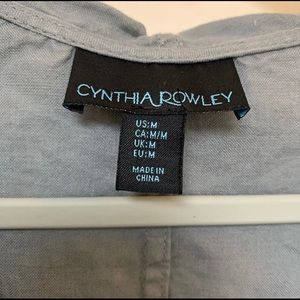 CYNTHIA ROWLEY
US:M
CA:M/M
UK:M
EU:M
MADE IN
CHINA